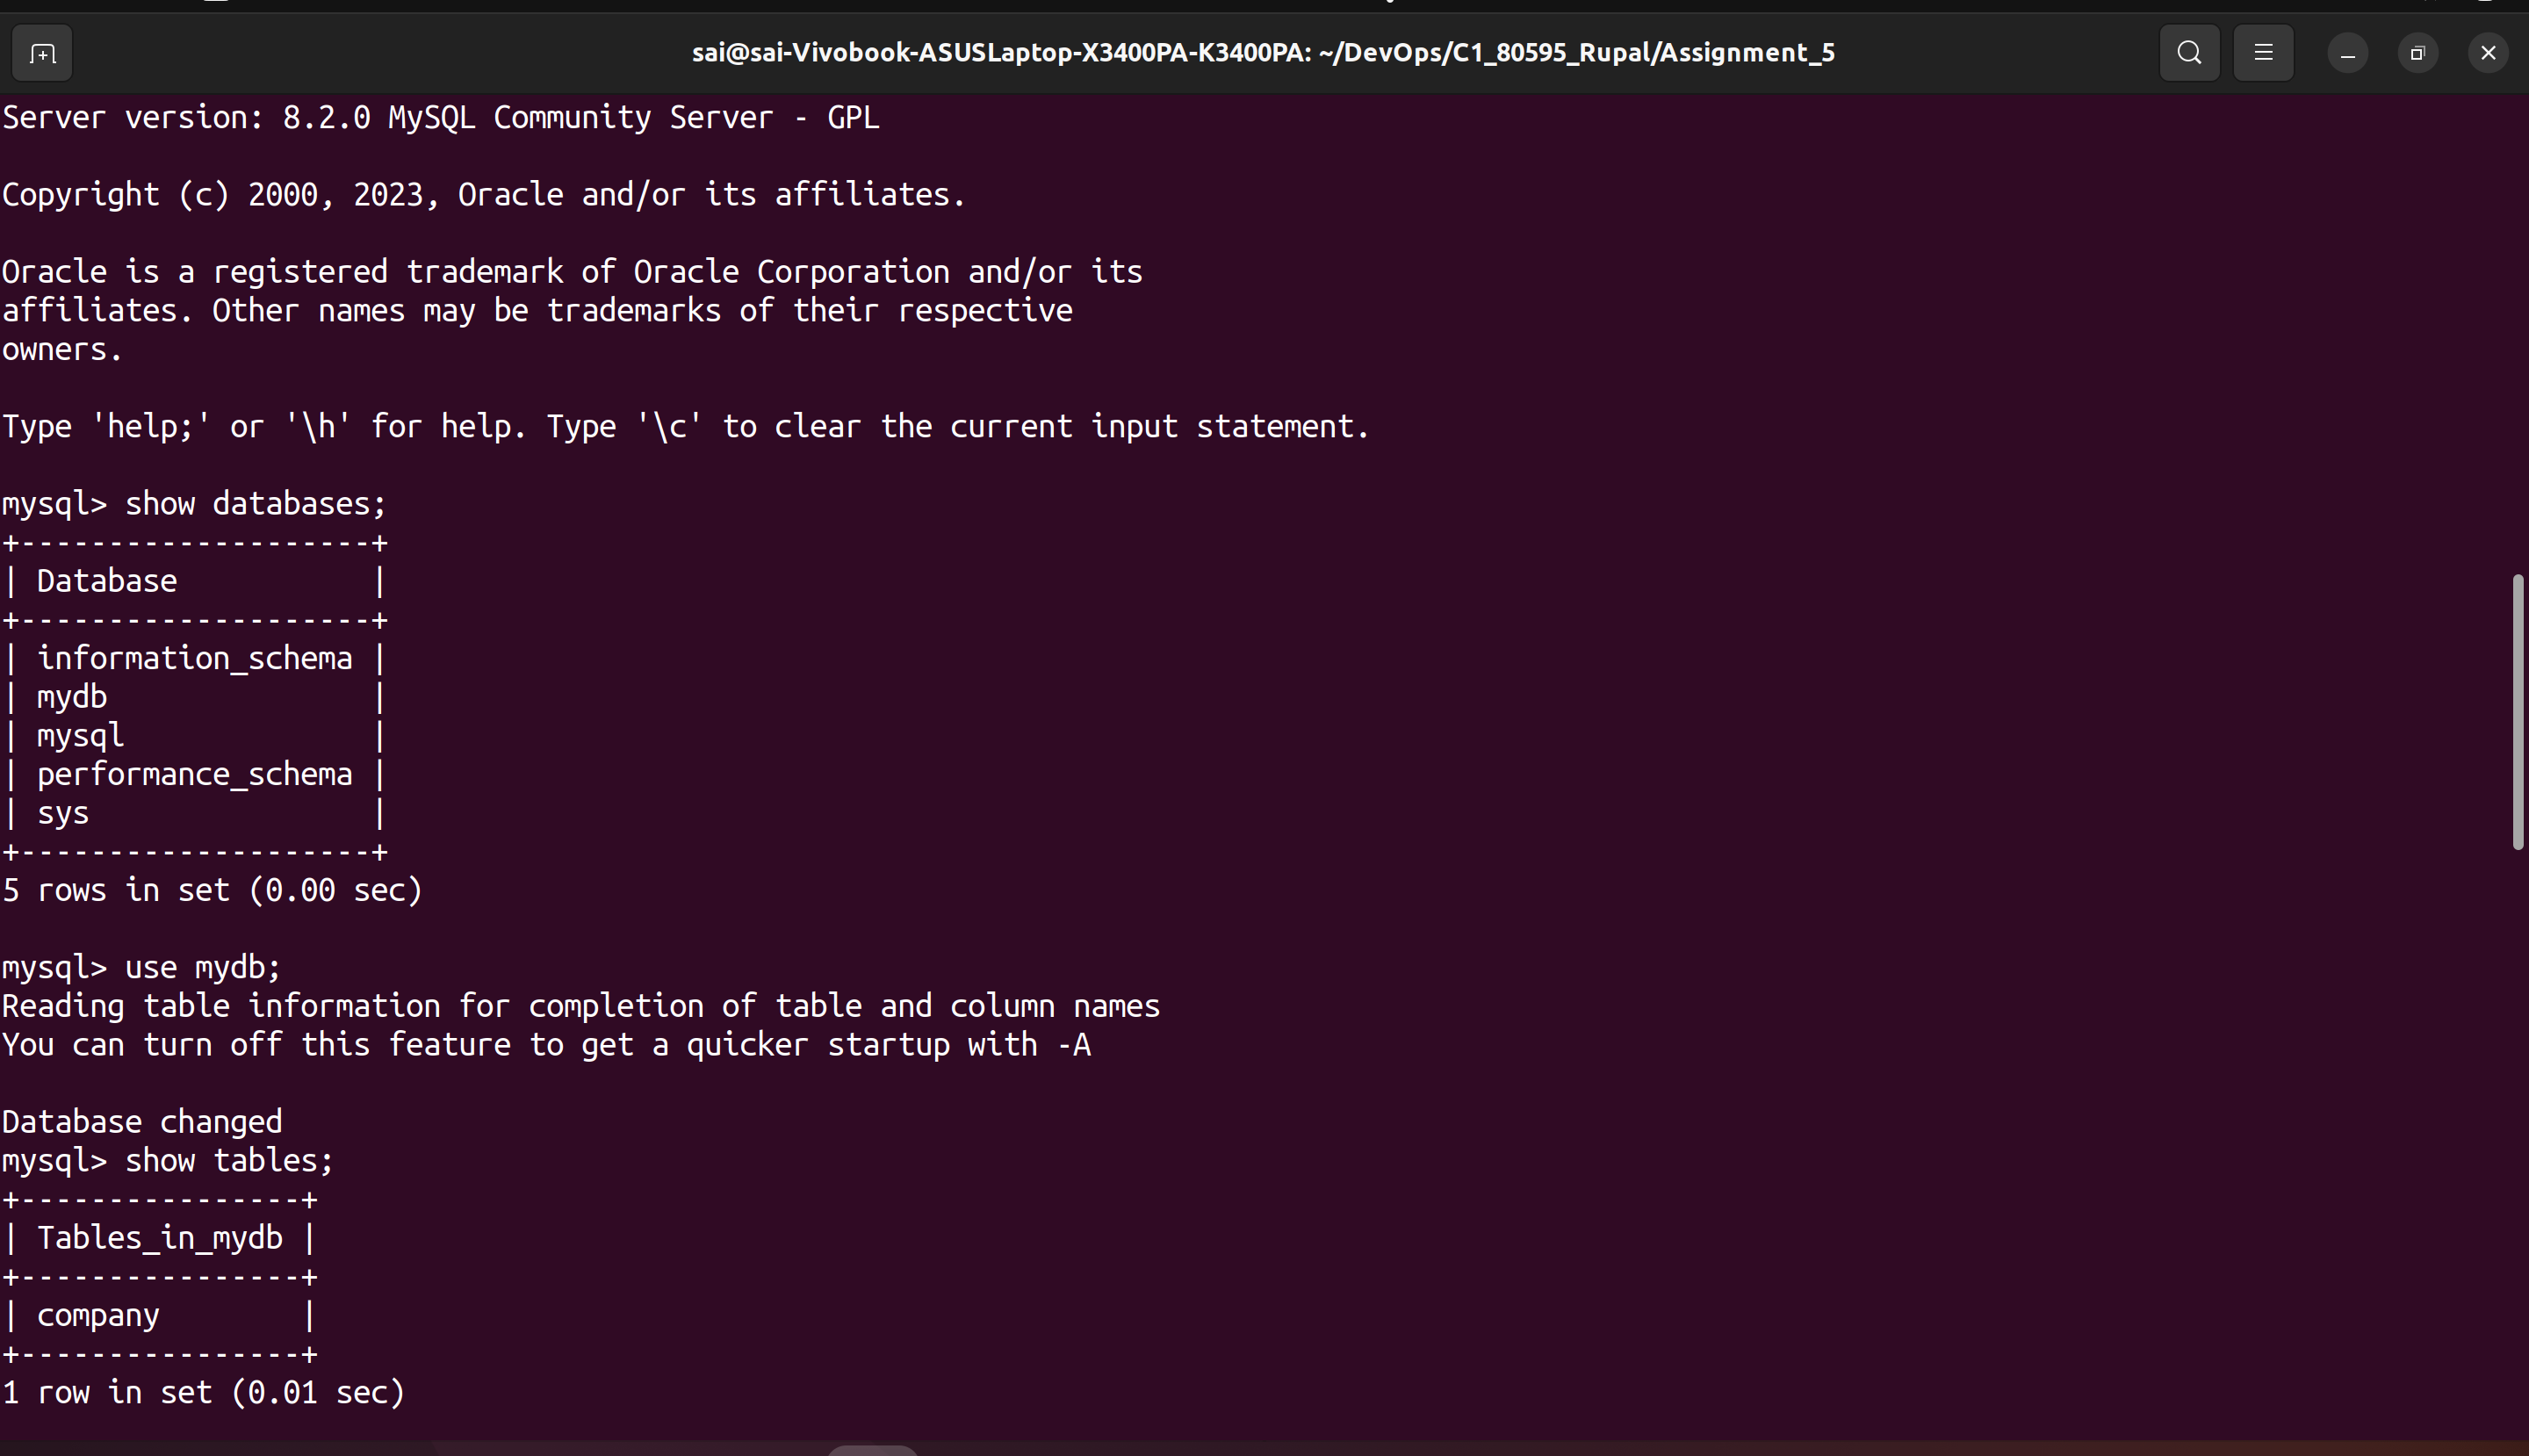 sai@sai-Vivobook-ASUSLaptop-X3400PA-K3400PA: ~/DevOps/C1_80595_Rupal/Assignment_5
Server version: 8.2.0 MySQL Community Server - GPL
Copyright (c) 2000, 2023, Oracle and/or its affiliates.
Oracle is a registered trademark of Oracle Corporation and/or its
affiliates. Other names may be trademarks of their respective
owners.
Type 'help;' or '\h' for help. Type '\c' to clear the current input statement.
mysql> show databases;
+--------------------+
| Database           |
+--------------------+
| information_schema |
| mydb               |
| mysql              |
| performance_schema |
| sys                |
+--------------------+
5 rows in set (0.00 sec)
mysql> use mydb;
Reading table information for completion of table and column names
You can turn off this feature to get a quicker startup with -A
Database changed
mysql> show tables;
+----------------+
| Tables_in_mydb |
+----------------+
| company        |
+----------------+
1 row in set (0.01 sec)